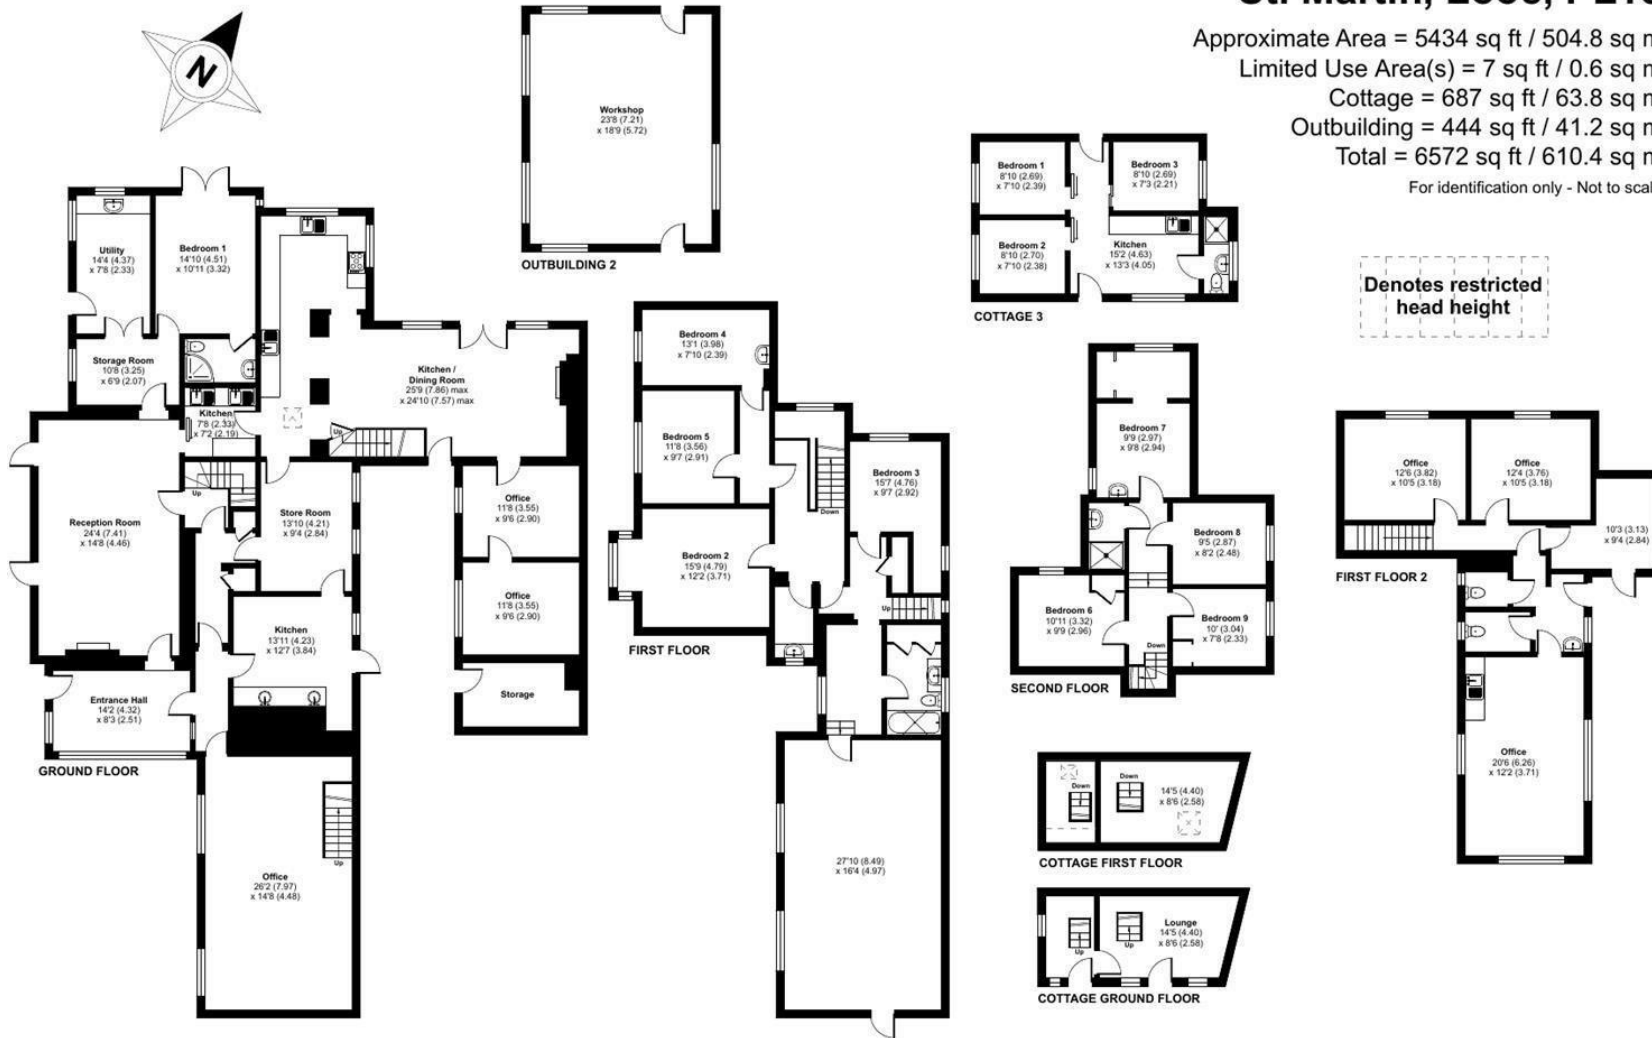 St. Martin, Looe,
Approximate Area = 5434 sq ft / 504.8 sq m
Limited Use Area(s) = 7 sq ft / 0.6 sq m
Cottage = 687 sq ft / 63.8 sq m
Outbuilding = 444 sq ft / 41.2 sq m
Total = 6572 sq ft / 610.4 sq m
For identification only - Not to scal
N
Workshop
23'8 (7.21)
x 18'9 (5.72)
OUTBUILDING 2
Bedroom 1
8'10 (2.69)
x 7'10 (2.39)
Bedroom 3
8'10 (2.69)
x 7'3 (2.21)
Bedroom 2
8'10 (2.70)
x 7'10 (2.38)
Kitchen
15'2 (4.63)
x 13'3 (4.05)
COTTAGE 3
Denotes restricted
head height
Utility
14'4 (4.37)
x 7'8 (2.33)
Bedroom 1
14'10 (4.51)
x 10'11 (3.32)
Storage Room
10'8 (3.25)
x 6'9 (2.07)
Kitchen
7'8 (2.33)
x 7'2 (2.19)
Kitchen /
Dining Room
25'9 (7.86) max
x 24'10 (7.57) max
Up
Up
Reception Room
24'4 (7.41)
x 14'8 (4.46)
Store Room
13'10 (4.21)
x 9'4 (2.84)
Office
11'8 (3.55)
x 9'6 (2.90)
Office
11'8 (3.55)
x 9'6 (2.90)
Kitchen
13'11 (4.23)
x 12'7 (3.84)
Storage
Entrance Hall
14'2 (4.32)
x 8'3 (2.51)
GROUND FLOOR
Up
Office
26'2 (7.97)
x 14'8 (4.48)
Bedroom 4
13'1 (3.98)
x 7'10 (2.39)
Bedroom 5
11'8 (3.56)
x 9'7 (2.91)
Down
Bedroom 3
15'7 (4.76)
x 9'7 (2.92)
Bedroom 2
15'9 (4.79)
x 12'2 (3.71)
Up
FIRST FLOOR
27'10 (8.49)
x 16'4 (4.97)
Bedroom 7
9'9 (2.97)
x 9'8 (2.94)
Bedroom 8
9'5 (2.87)
x 8'2 (2.48)
Bedroom 6
10'11 (3.32)
x 9'9 (2.96)
Bedroom 9
10' (3.04)
x 7'8 (2.33)
Down
SECOND FLOOR
Down
Down
14'5 (4.40)
x 8'6 (2.58)
COTTAGE FIRST FLOOR
Up
Up
Lounge
14'5 (4.40)
x 8'6 (2.58)
COTTAGE GROUND FLOOR
Office
12'6 (3.82)
x 10'5 (3.18)
Office
12'4 (3.76)
x 10'5 (3.18)
10'3 (3.13)
x 9'4 (2.84)
FIRST FLOOR 2
Office
20'6 (6.26)
x 12'2 (3.71)